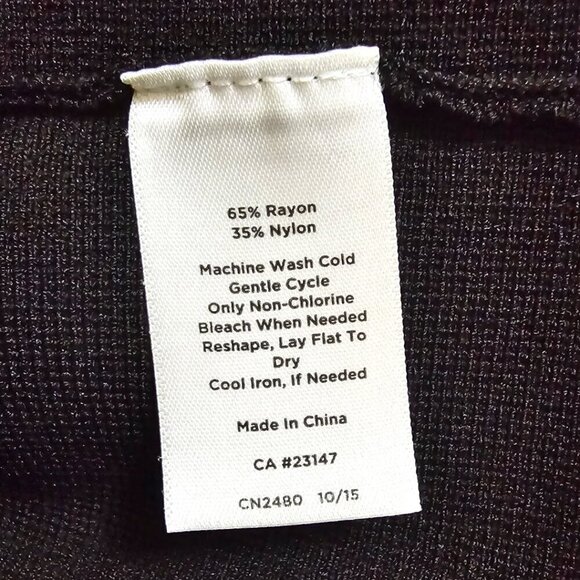 65% Rayon
35% Nylon
Machine Wash Cold
Gentle Cycle
Only Non-Chlorine
Bleach When Needed
Reshape, Lay Flat To
Dry
Cool Iron, If Needed
Made In China
CA #23147
CN2480 10/15